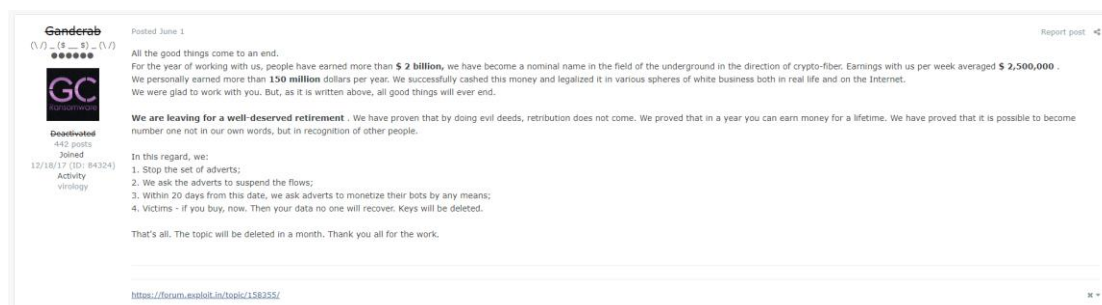 Gandcrab
Posted June 1
Report post
(\/) _ ($ __ $) _ (\/)
●●●●●●
All the good things come to an end.
For the year of working with us, people have earned more than $ 2 billion, we have become a nominal name in the field of the underground in the direction of crypto-fiber. Earnings with us per week averaged $ 2,500,000 .
We personally earned more than 150 million dollars per year. We successfully cashed this money and legalized it in various spheres of white business both in real life and on the Internet.
We were glad to work with you. But, as it is written above, all good things will ever end.
GC
Ransomware
We are leaving for a well-deserved retirement . We have proven that by doing evil deeds, retribution does not come. We proved that in a year you can earn money for a lifetime. We have proved that it is possible to become
number one not in our own words, but in recognition of other people.
Deactivated
442 posts
Joined
12/18/17 (ID: 84324)
Activity
virology
In this regard, we:
1. Stop the set of adverts;
2. We ask the adverts to suspend the flows;
3. Within 20 days from this date, we ask adverts to monetize their bots by any means;
4. Victims - if you buy, now. Then your data no one will recover. Keys will be deleted.
That's all. The topic will be deleted in a month. Thank you all for the work.
https://forum.exploit.in/topic/158355/